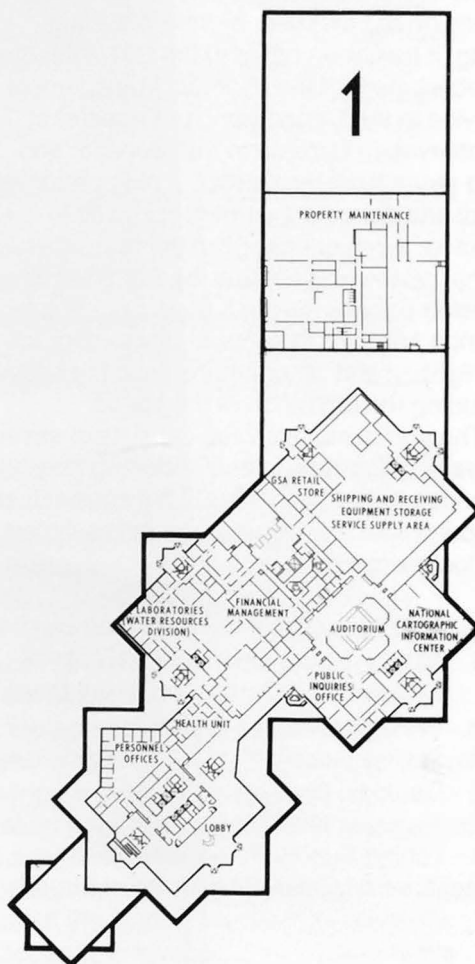 1
PROPERTY MAINTENANCE
GSA RETAIL
STORE
SHIPPING AND RECEIVING
EQUIPMENT STORAGE
SERVICE SUPPLY AREA
LABORATORIES
(WATER RESOURCES
DIVISION)
FINANCIAL
MANAGEMENT
AUDITORIUM
NATIONAL
CARTOGRAPHIC
INFORMATION
CENTER
PUBLIC
INQUIRIES
OFFICE
HEALTH UNIT
PERSONNEL
OFFICES
LOBBY